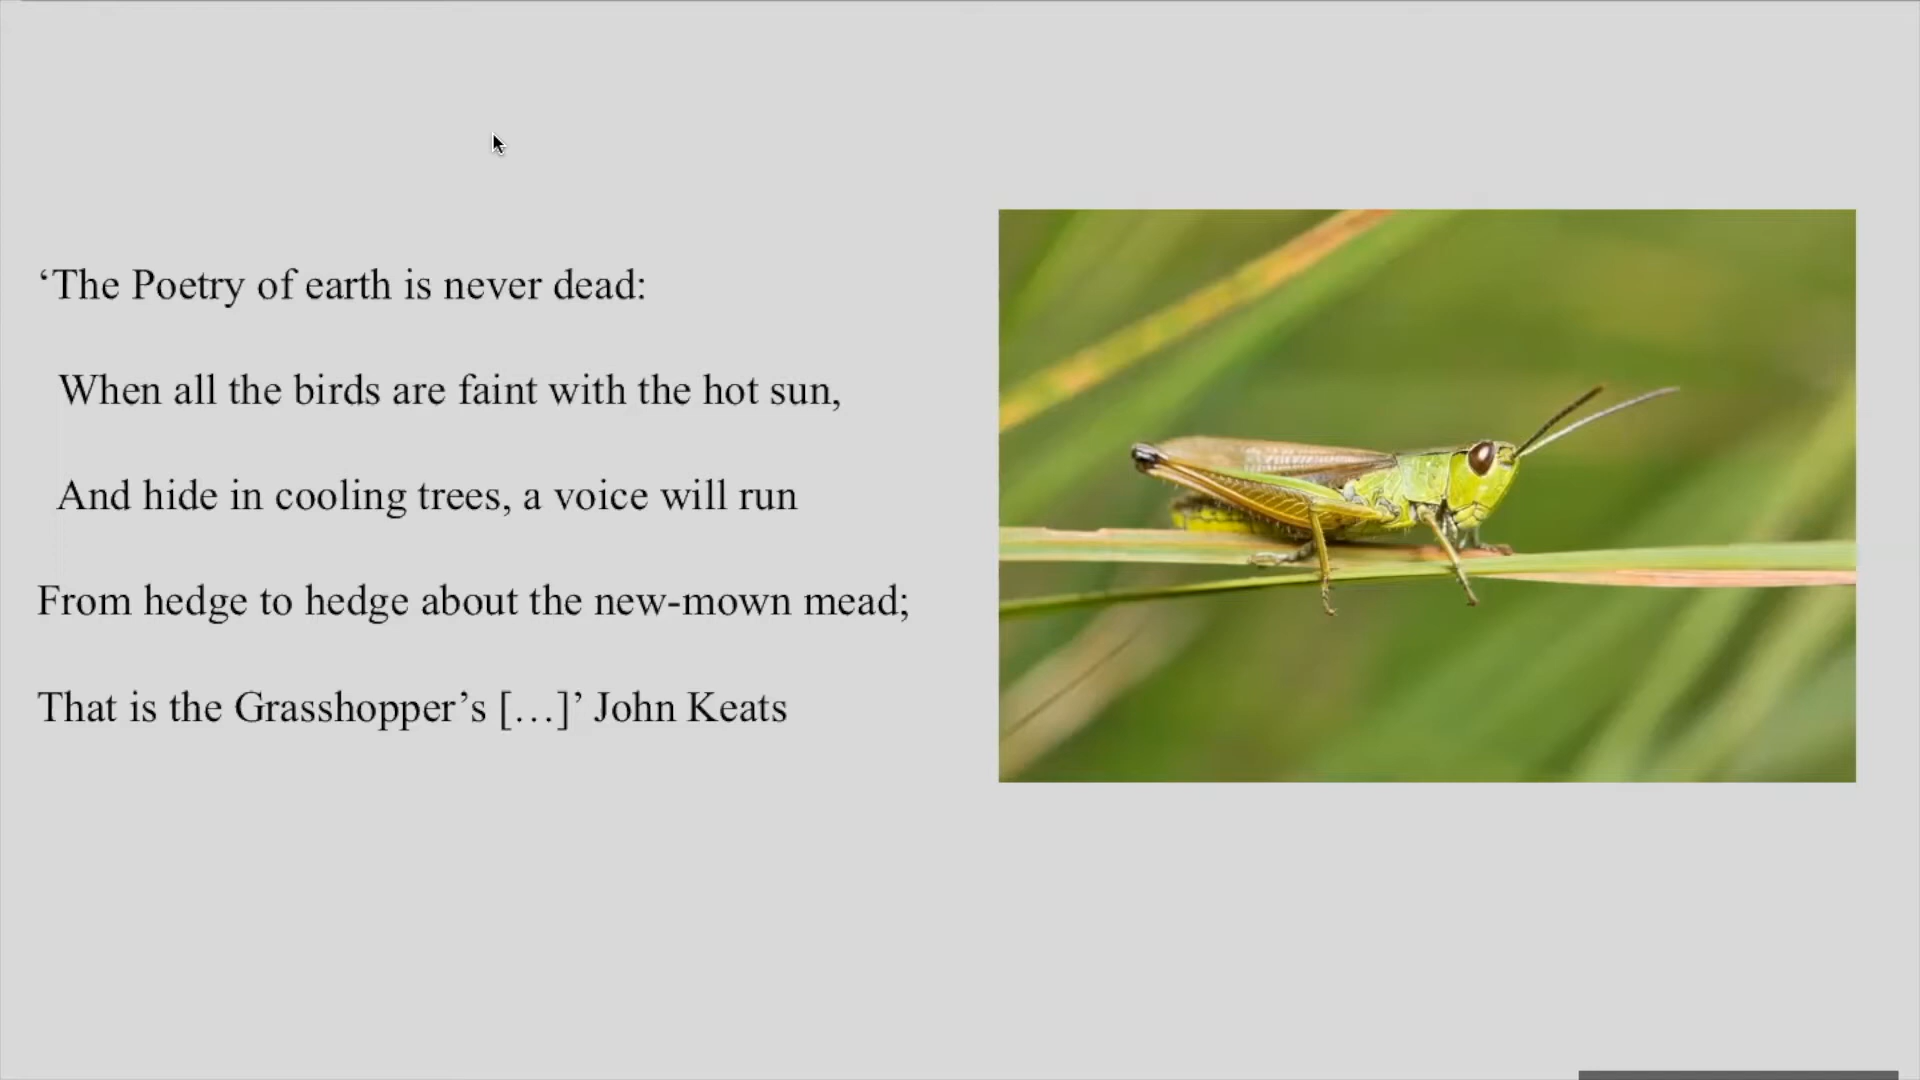 ‘The Poetry of earth is never dead:
When all the birds are faint with the hot sun,
And hide in cooling trees, a voice will run
From hedge to hedge about the new-mown mead;
That is the Grasshopper’s […]’ John Keats